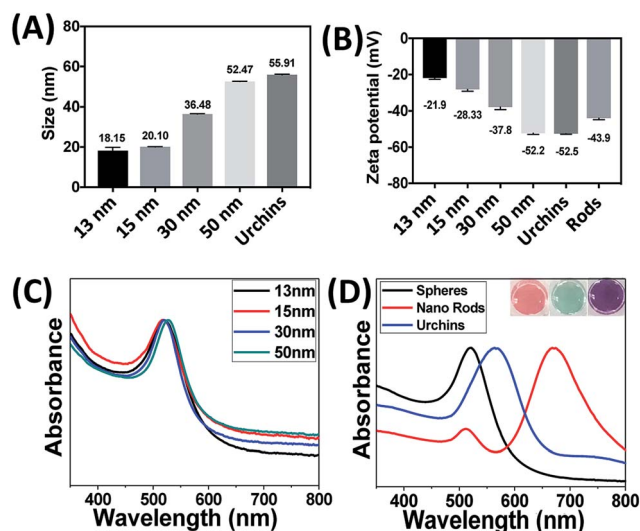 (A)
Size (nm)
80
60
40
20
0
18.15
20.10
36.48
52.47
55.91
13 nm
15 nm
30 nm
50 nm
Urchins
(B)
Zeta potential (mV)
0
-20
-40
-60
-80
-21.9
-28.33
-37.8
-52.2
-52.5
-43.9
13 nm
15 nm
30 nm
50 nm
Urchins
Rods
(C)
Absorbance
13nm
15nm
30nm
50nm
400 500 600 700 800
Wavelength (nm)
(D)
Absorbance
Spheres
Nano Rods
Urchins
400 500 600 700 800
Wavelength (nm)